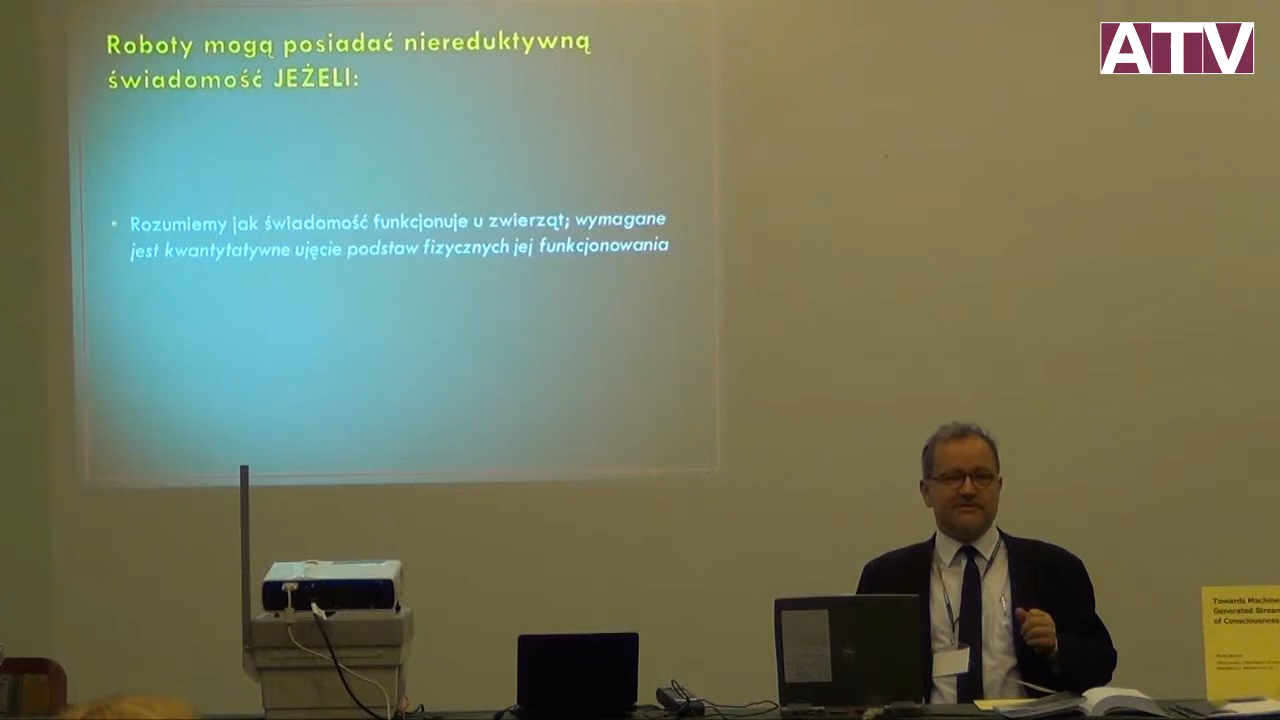 ATV
Roboty mogą posiadać niereduktywną
świadomość JEŻELI:
• Rozumiemy jak świadomość funkcjonuje u zwierząt; wymagane
jest kwantytatywne ujęcie podstaw fizycznych jej funkcjonowania
Towards Machine
Generated Strea
of Consciousness